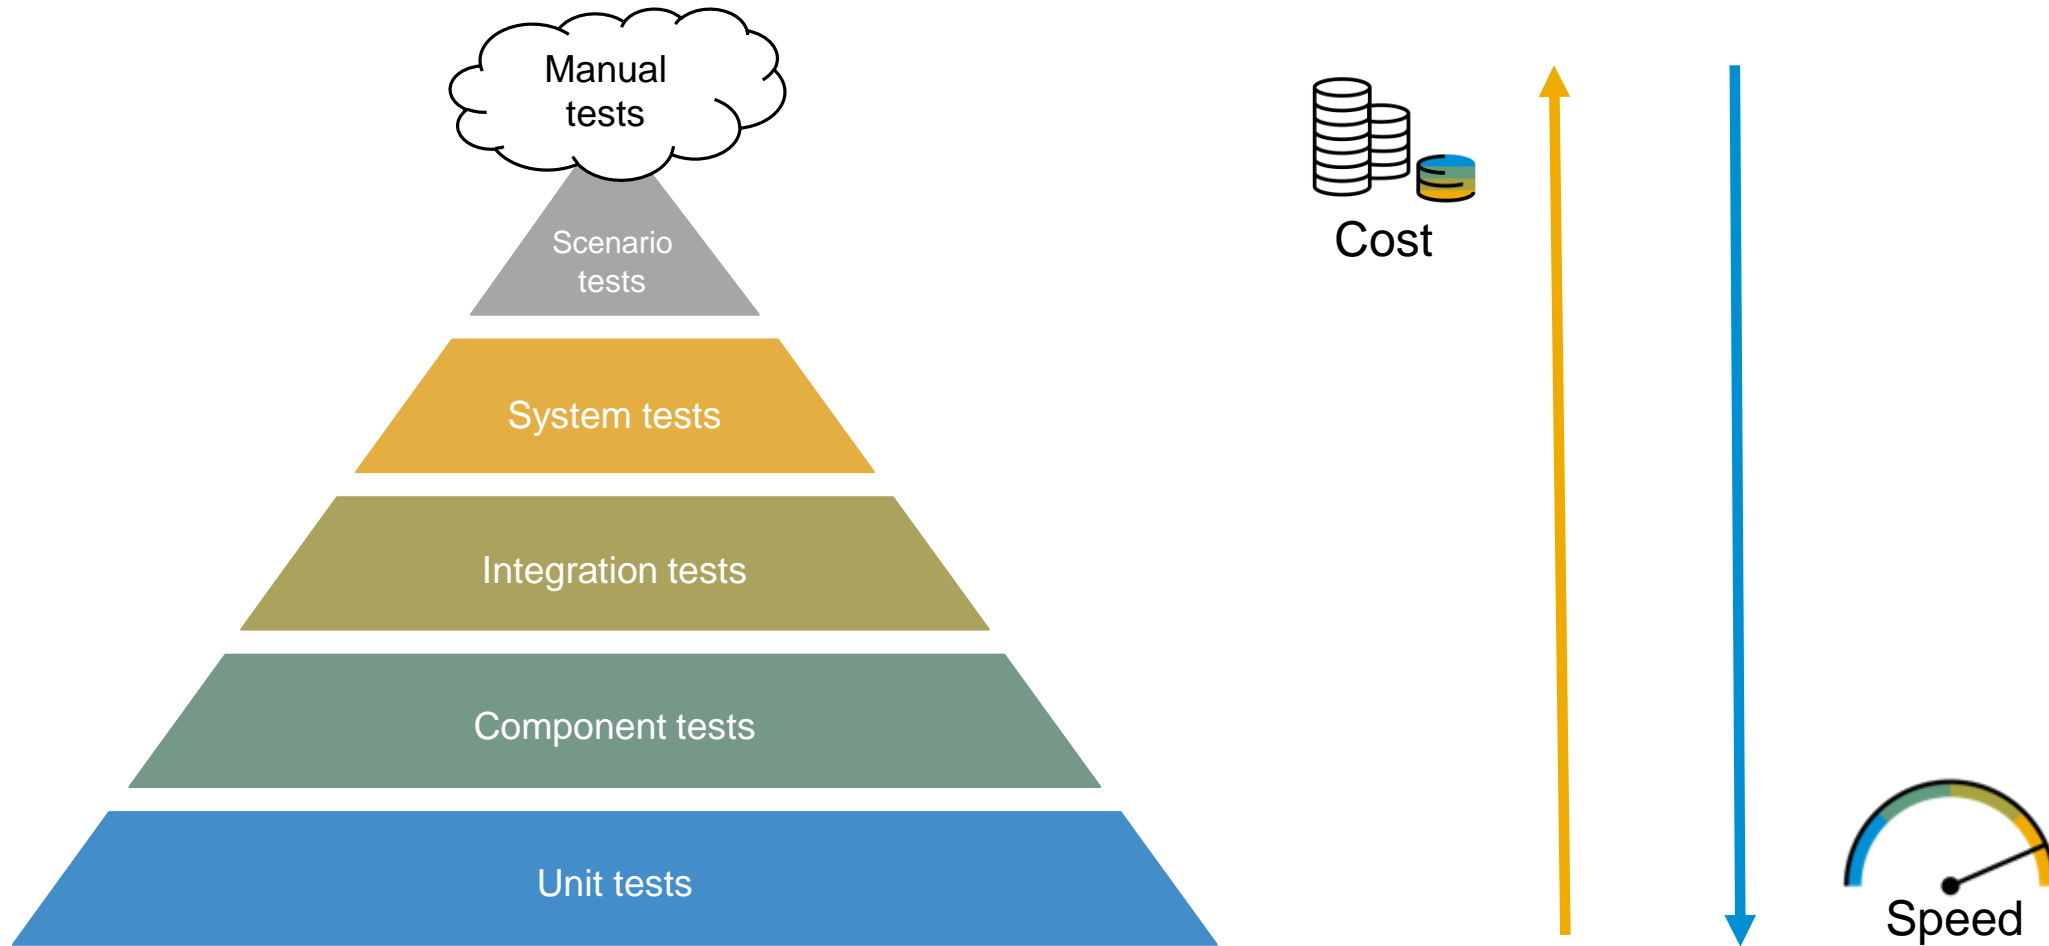 Manual
tests
Scenario
tests
System tests
Integration tests
Component tests
Unit tests
Cost
Speed